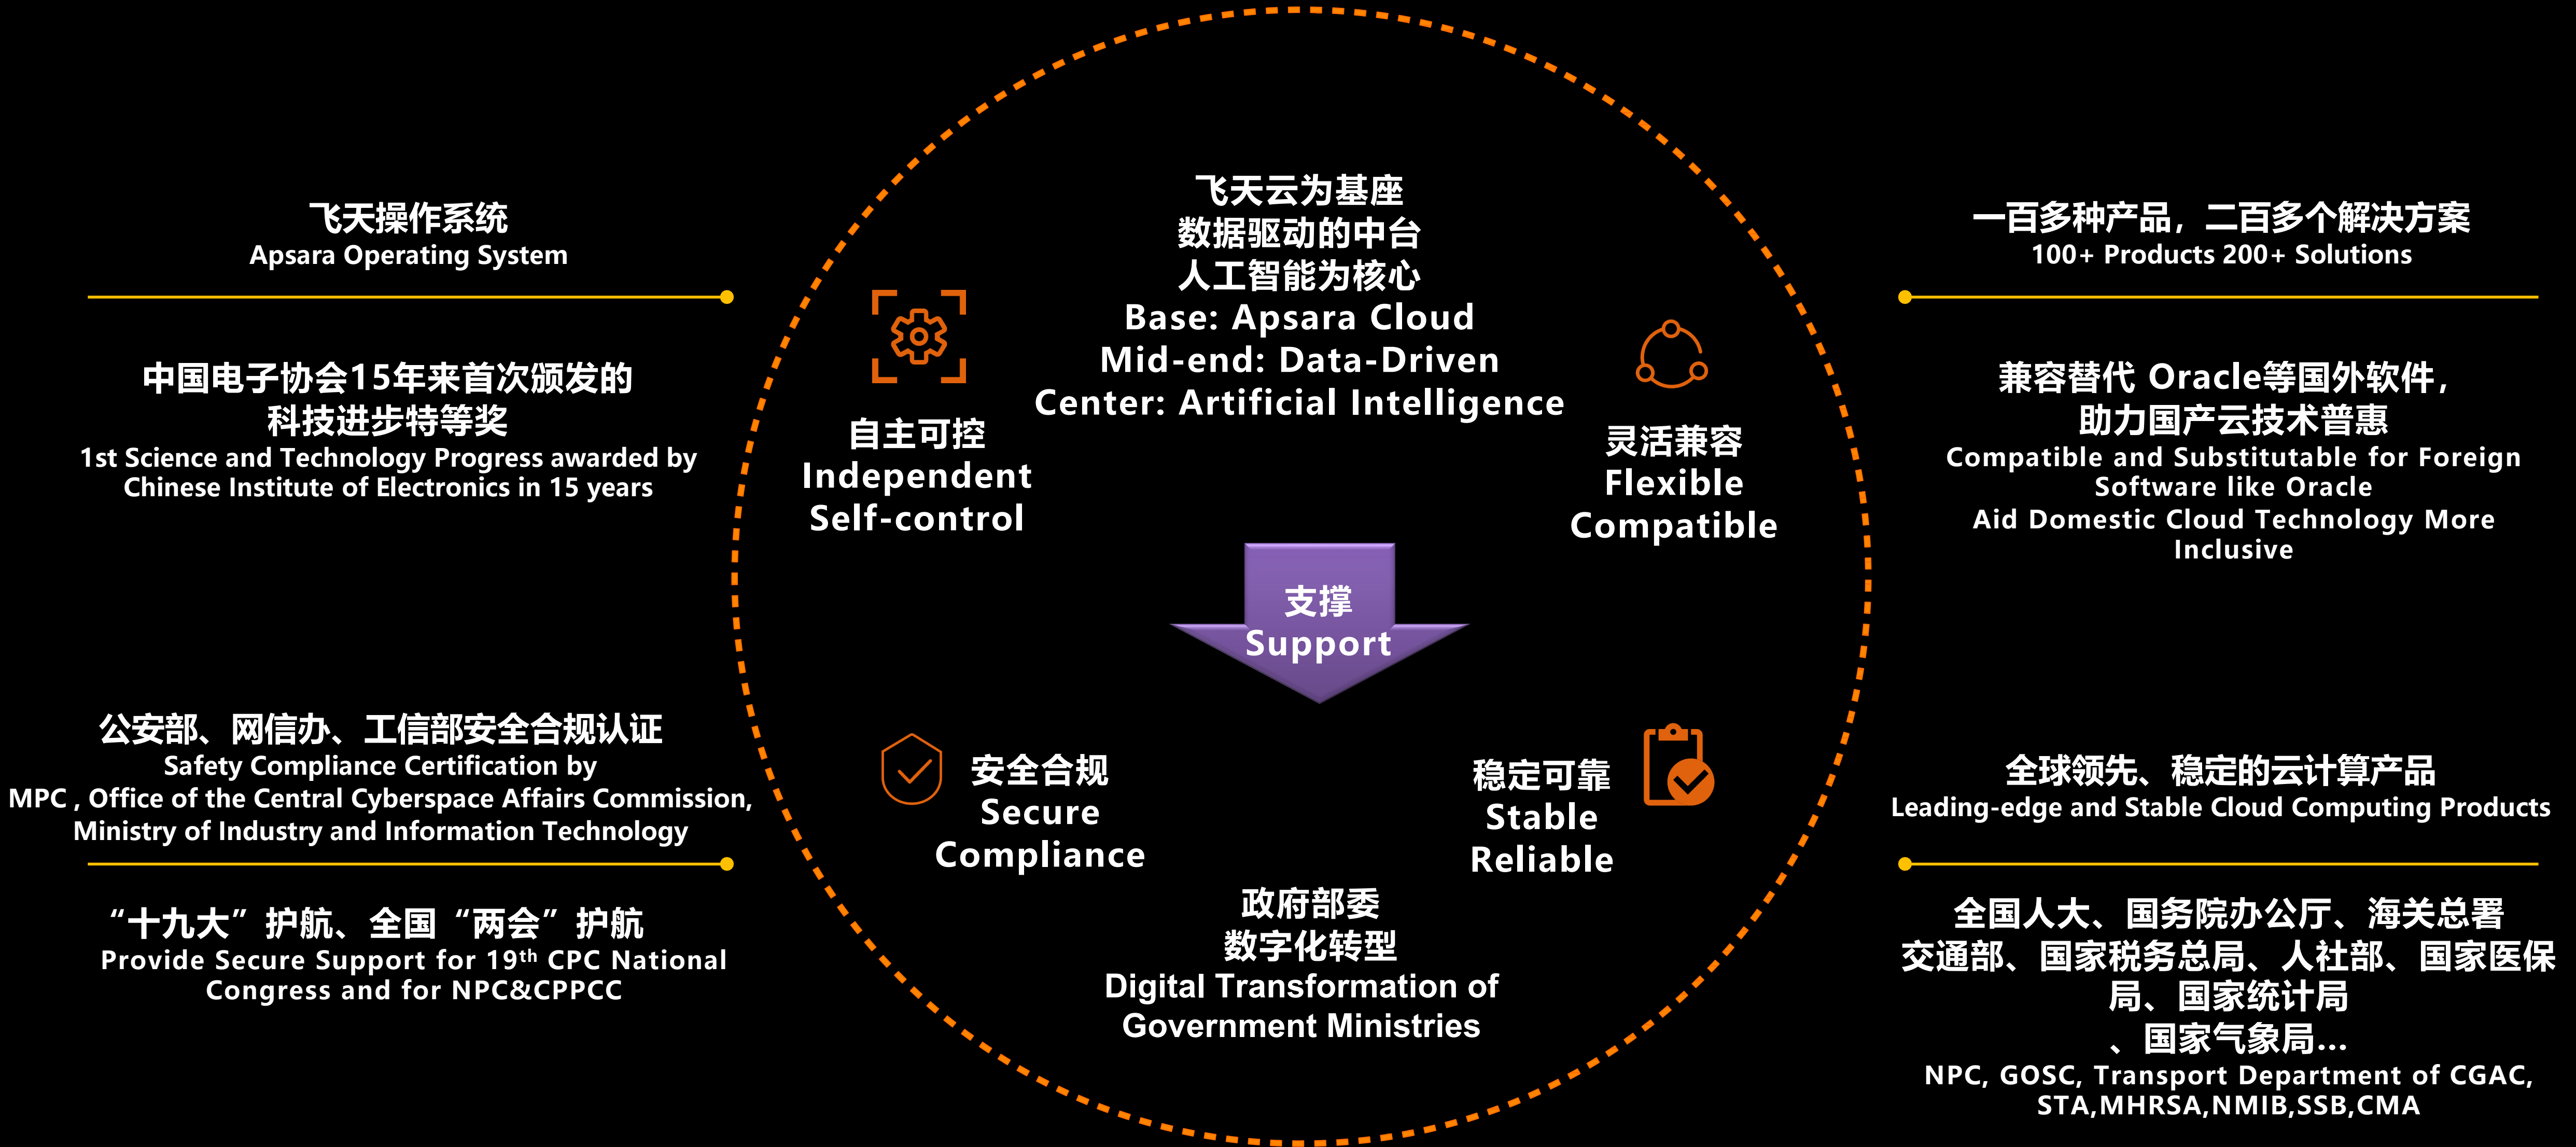 飞天操作系统
Apsara Operating System
中国电子协会15年来首次颁发的
科技进步特等奖
1st Science and Technology Progress awarded by
Chinese Institute of Electronics in 15 years
公安部、网信办、工信部安全合规认证
Safety Compliance Certification by
MPC , Office of the Central Cyberspace Affairs Commission,
Ministry of Industry and Information Technology
“十九大”护航、全国“两会”护航
Provide Secure Support for 19th CPC National
Congress and for NPC&CPPCC
飞天云为基座
数据驱动的中台
人工智能为核心
Base: Apsara Cloud
Mid-end: Data-Driven
Center: Artificial Intelligence
自主可控
Independent
Self-control
灵活兼容
Flexible
Compatible
支撑
Support
安全合规
Secure
Compliance
稳定可靠
Stable
Reliable
政府部委
数字化转型
Digital Transformation of
Government Ministries
一百多种产品，二百多个解决方案
100+ Products 200+ Solutions
兼容替代 Oracle等国外软件，
助力国产云技术普惠
Compatible and Substitutable for Foreign
Software like Oracle
Aid Domestic Cloud Technology More
Inclusive
全球领先、稳定的云计算产品
Leading-edge and Stable Cloud Computing Products
全国人大、国务院办公厅、海关总署
交通部、国家税务总局、人社部、国家医保
局、国家统计局
、国家气象局...
NPC, GOSC, Transport Department of CGAC,
STA,MHRSA,NMIB,SSB,CMA